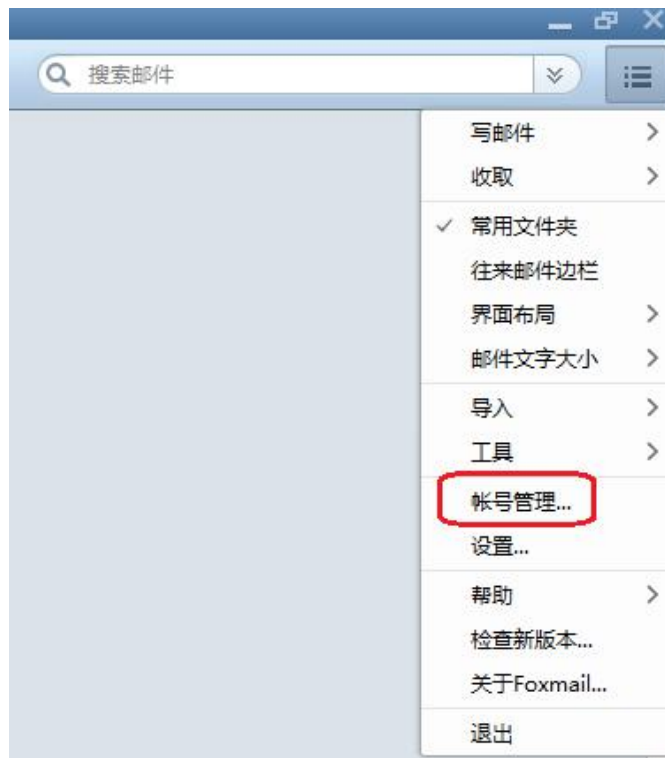 搜索邮件
写邮件
收取
常用文件夹
往来邮件边栏
界面布局
邮件文字大小
导入
工具
帐号管理...
设置...
帮助
检查新版本...
关于Foxmail...
退出